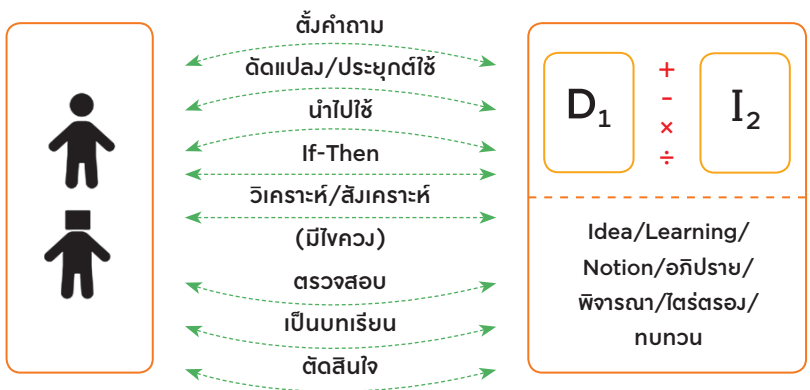 ตั้งคำถาม
ดัดแปลง/ประยุกต์ใช้
นำไปใช้
If-Then
วิเคราะห์/สังเคราะห์
(มีไขควง)
ตรวจสอบ
เป็นบทเรียน
ตัดสินใจ
D₁
+
-
×
÷
I₂
Idea/Learning/
Notion/อภิปราย/
พิจารณา/ไตร่ตรอง/
ทบทวน